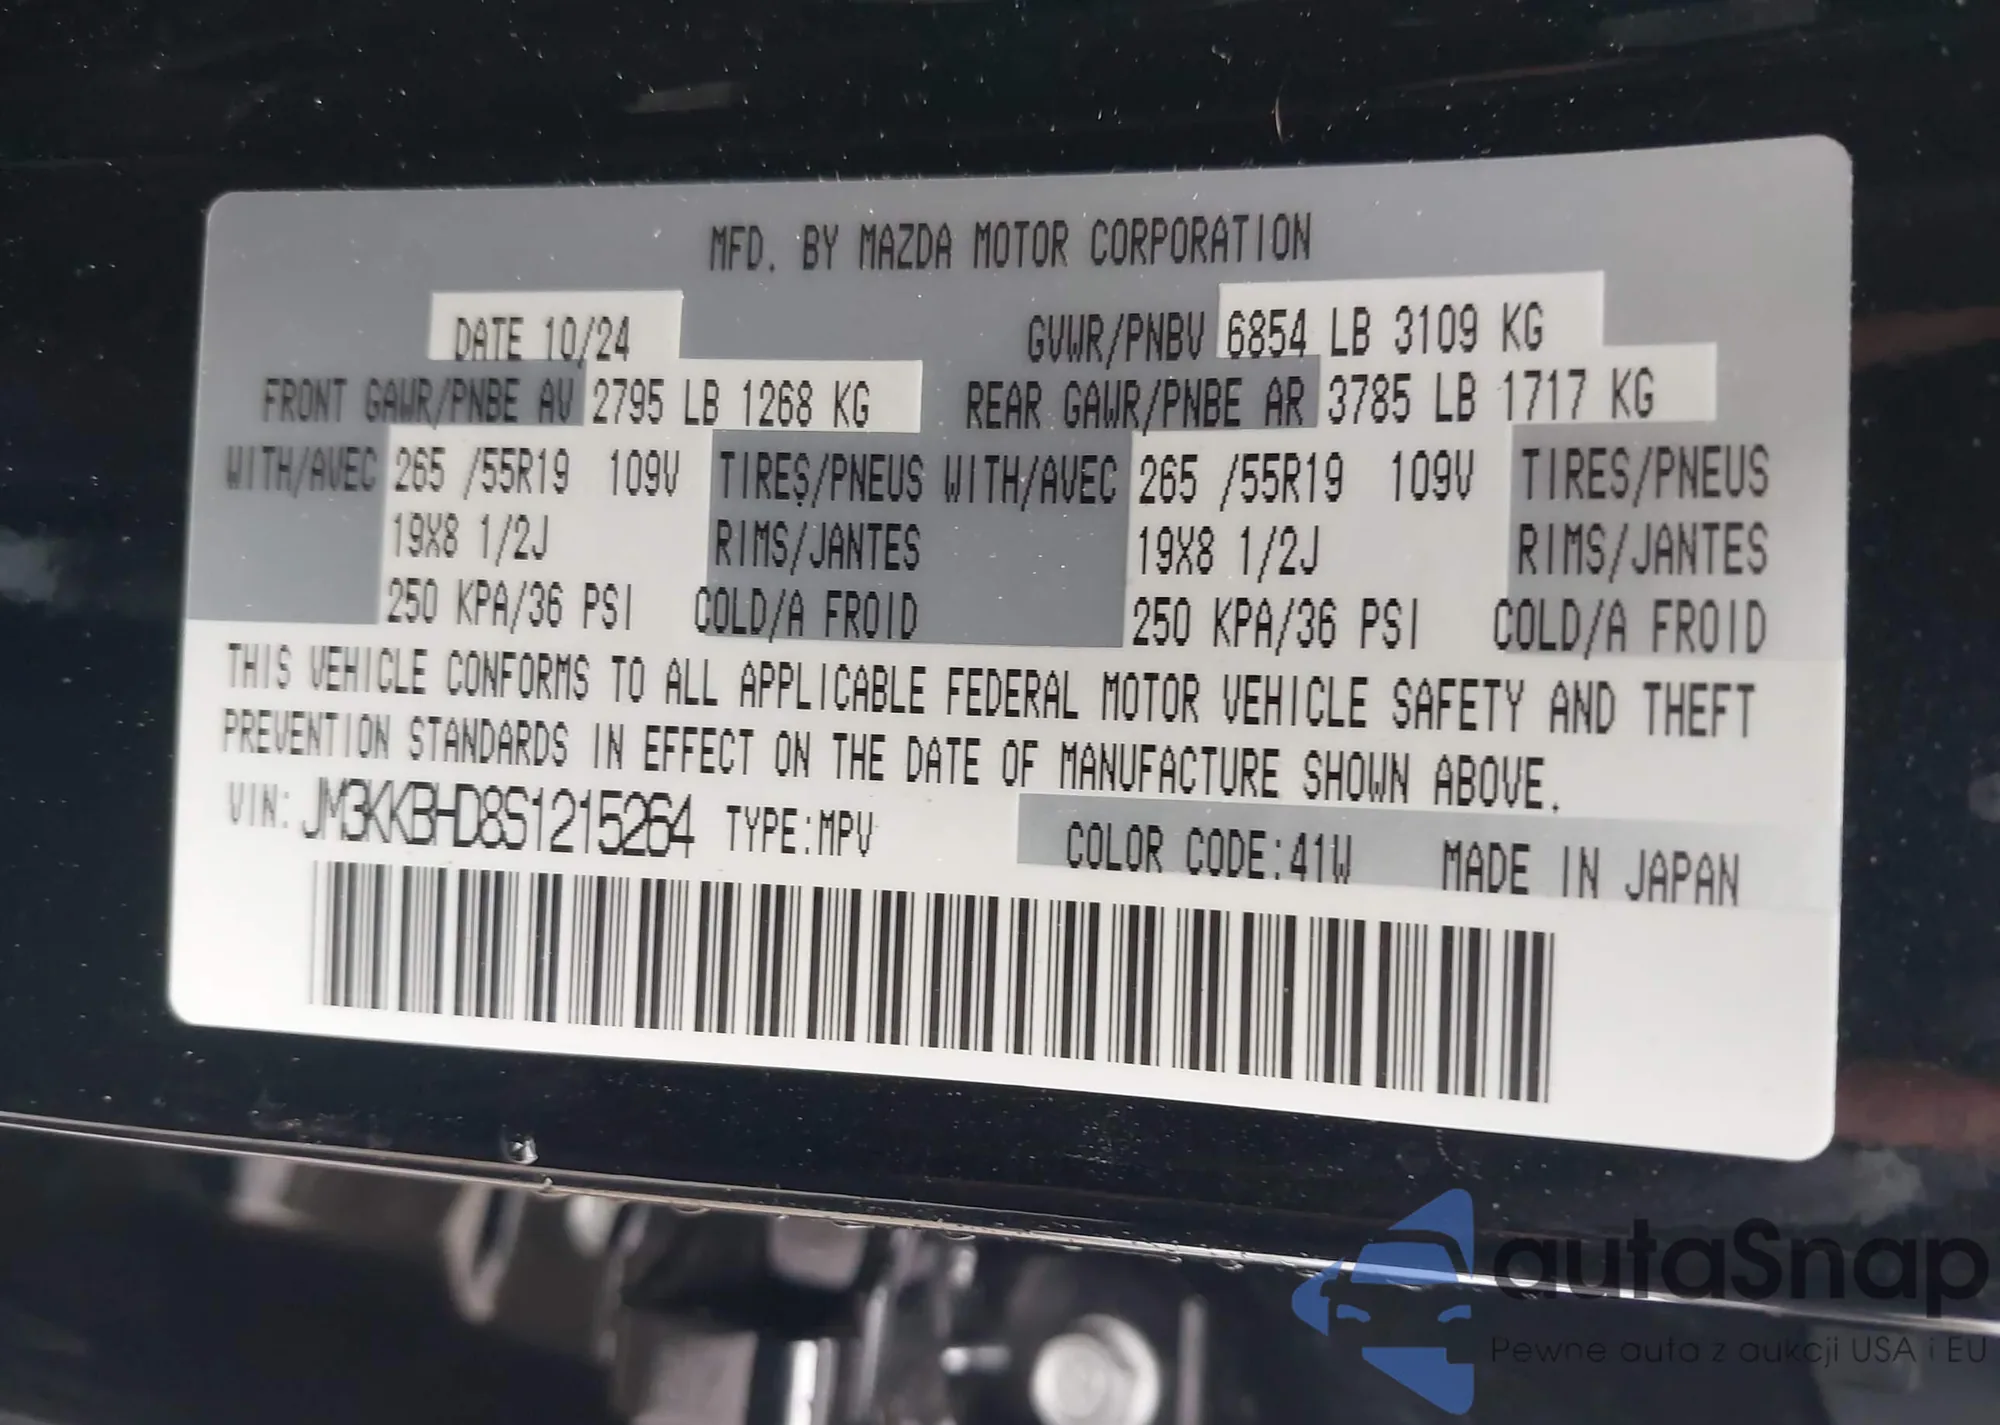 MFD. BY MAZDA MOTOR CORPORATION
DATE 10/24 GVWR/PNBV 6854 LB 3109 KG
FRONT GAWR/PNBE AV 2795 LB 1268 KG REAR GAWR/PNBE AR 3785 LB 1717 KG
WITH/AVEC 265 /55R19 109V TIRES/PNEUS WITH/AVEC 265 /55R19 109V TIRES/PNEUS
19X8 1/2J RIMS/JANTES 19X8 1/2J RIMS/JANTES
250 KPA/36 PSI COLD/A FROID 250 KPA/36 PSI COLD/A FROID
THIS VEHICLE CONFORMS TO ALL APPLICABLE FEDERAL MOTOR VEHICLE SAFETY AND THEFT
PREVENTION STANDARDS IN EFFECT ON THE DATE OF MANUFACTURE SHOWN ABOVE.
VIN: JM3KKBHD8S1215264 TYPE:MPV COLOR CODE:41W MADE IN JAPAN
autaSnap
Pewne auta z aukcji USA i EU